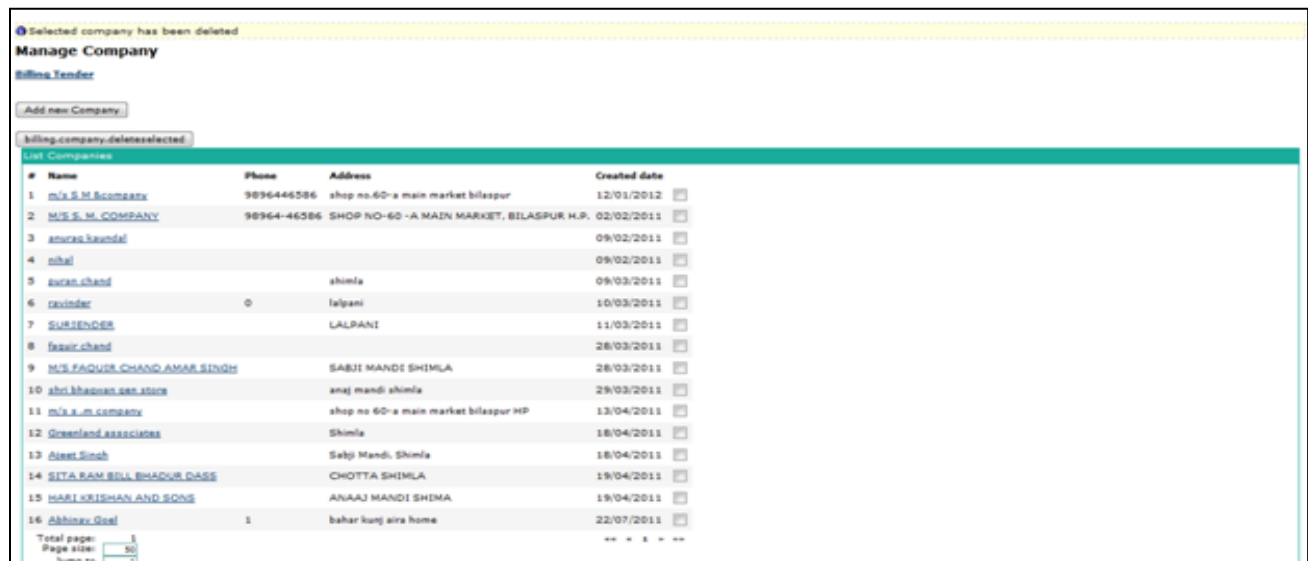 Selected company has been deleted
Manage Company
Billing Tender
Add new Company
billing.company.deleteselected
List Companies
# Name Phone Address Created date
1 m/s S.M.&company 9896446586 shop no.60-a main market bilaspur 12/01/2012
2 M/S S. M. COMPANY 98964-46586 SHOP NO-60 -A MAIN MARKET, BILASPUR H.P. 02/02/2011
3 anurag kaundal 09/02/2011
4 nihal 09/02/2011
5 puran chand shimla 09/03/2011
6 ravinder 0 lalpani 10/03/2011
7 SURIENDER LALPANI 11/03/2011
8 faquir chand 28/03/2011
9 M/S FAQUIR CHAND AMAR SINGH SABJI MANDI SHIMLA 28/03/2011
10 shri bhagwan gen store anaj mandi shimla 29/03/2011
11 m/s a..m company shop no 60-a main market bilaspur HP 13/04/2011
12 Greenland associates Shimla 18/04/2011
13 Ajeet Singh Sabji Mandi, Shimla 18/04/2011
14 SITA RAM BILL BHADUR DASS CHOTTA SHIMLA 19/04/2011
15 HARI KRISHAN AND SONS ANAAJ MANDI SHIMA 19/04/2011
16 Abhinav Goel 1 bahar kunj aira home 22/07/2011
Total page: 1
Page size: 50